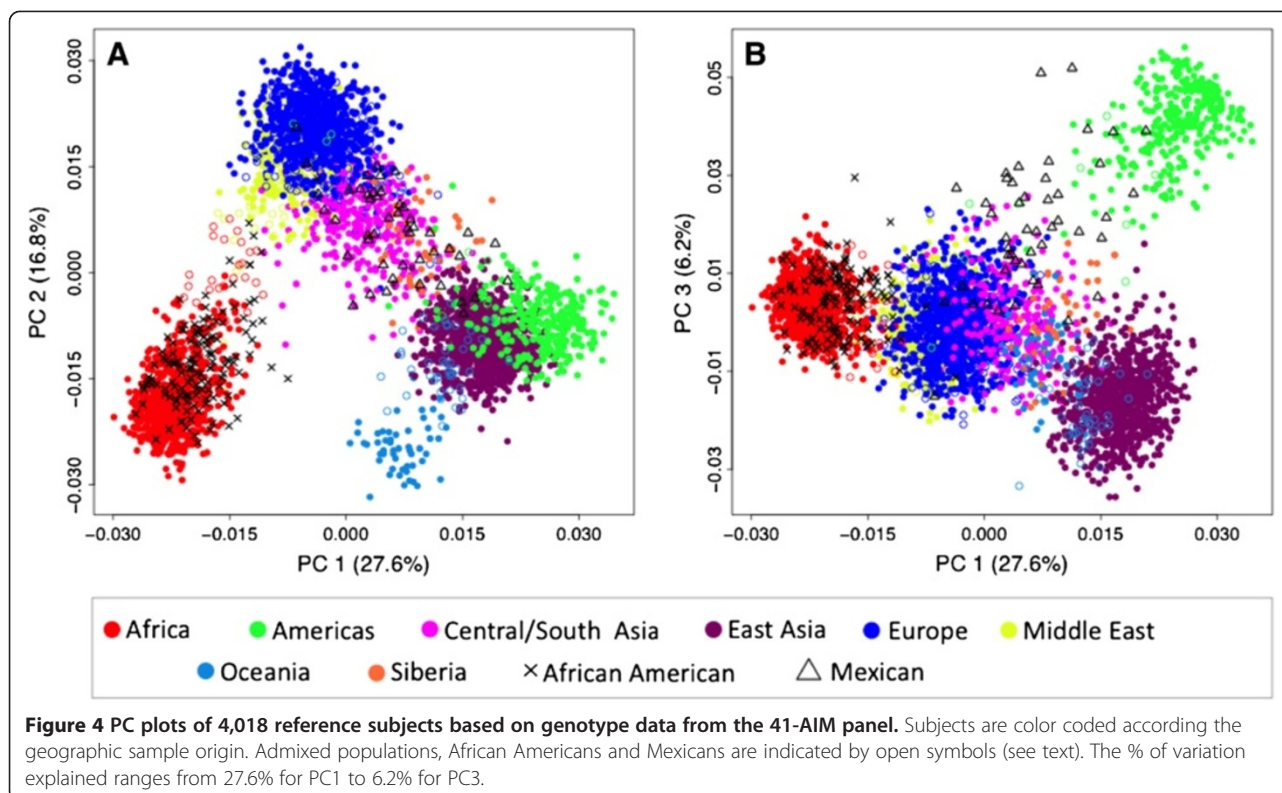 A
B
0.030
0.015
0.000
−0.015
−0.030
PC 2 (16.8%)
−0.030 −0.015 0.000 0.015 0.030
PC 1 (27.6%)
0.05
0.03
0.01
−0.01
−0.03
PC 3 (6.2%)
−0.030 −0.015 0.000 0.015 0.030
PC 1 (27.6%)
Africa Americas Central/South Asia East Asia Europe Middle East
Oceania Siberia African American Mexican
Figure 4 PC plots of 4,018 reference subjects based on genotype data from the 41-AIM panel. Subjects are color coded according the
geographic sample origin. Admixed populations, African Americans and Mexicans are indicated by open symbols (see text). The % of variation
explained ranges from 27.6% for PC1 to 6.2% for PC3.